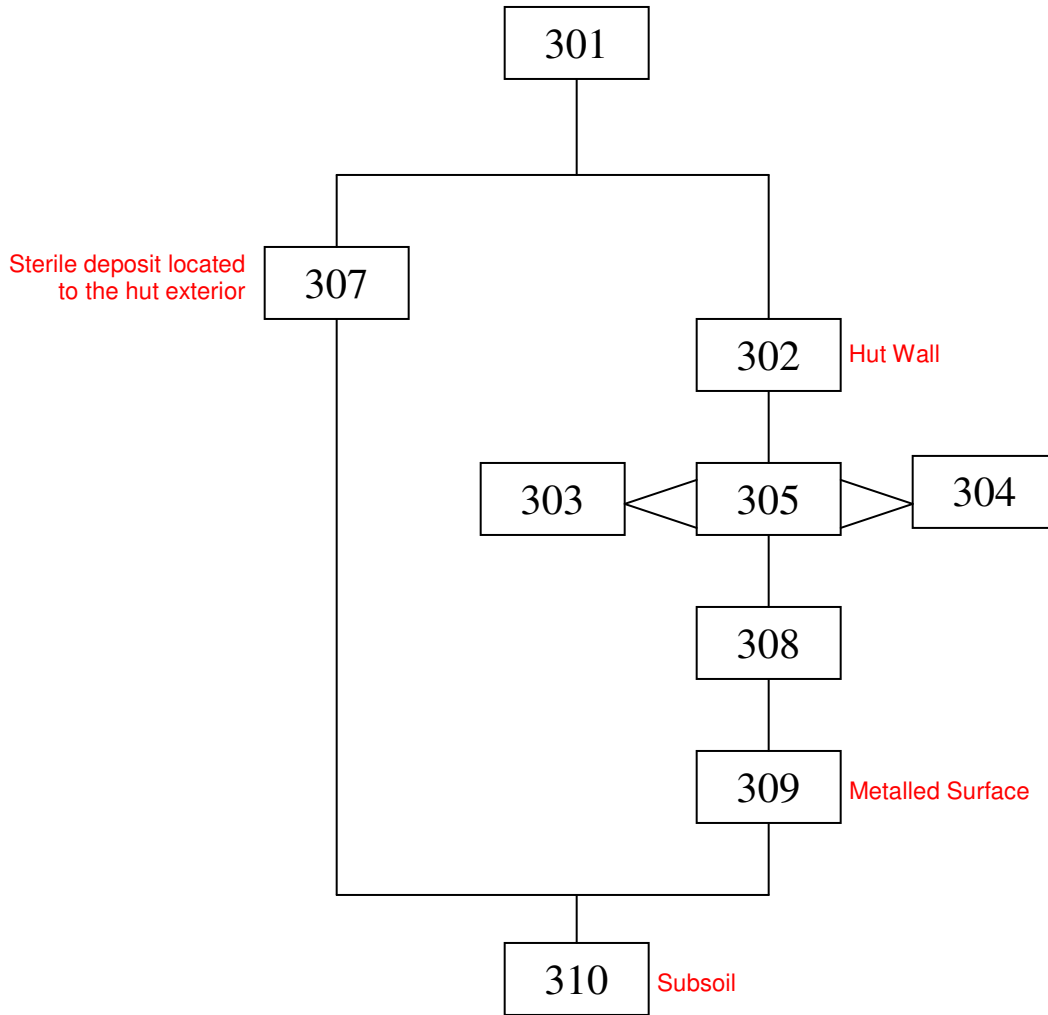 301
Sterile deposit located
to the hut exterior
307
302
Hut Wall
303
305
304
308
309
Metalled Surface
310
Subsoil